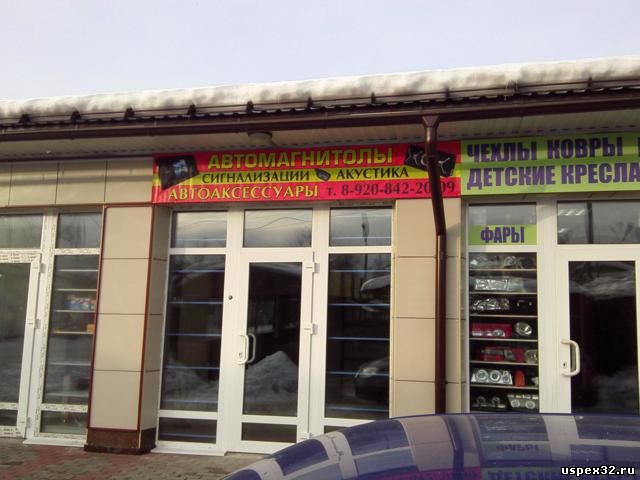 АВТОМАГНИТОЛЫ
СИГНАЛИЗАЦИИ АКУСТИКА
АВТОАКСЕССУАРЫ т. 8-920-842-20-09
ЧЕХЛЫ КОВРЫ
ДЕТСКИЕ КРЕСЛА
ФАРЫ
uspex32.ru